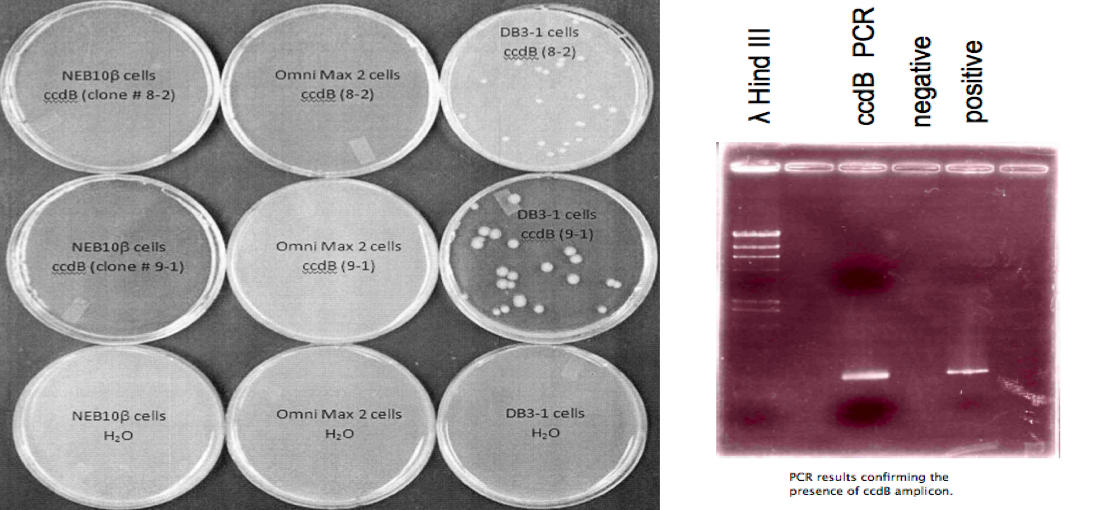 NEB10β cells
ccdB (clone # 8-2)
Omni Max 2 cells
ccdB (8-2)
DB3-1 cells
ccdB (8-2)
NEB10β cells
ccdB (clone # 9-1)
Omni Max 2 cells
ccdB (9-1)
DB3-1 cells
ccdB (9-1)
NEB10β cells
H₂O
Omni Max 2 cells
H₂O
DB3-1 cells
H₂O
λ Hind III
ccdB PCR
negative
positive
PCR results confirming the
presence of ccdB amplicon.